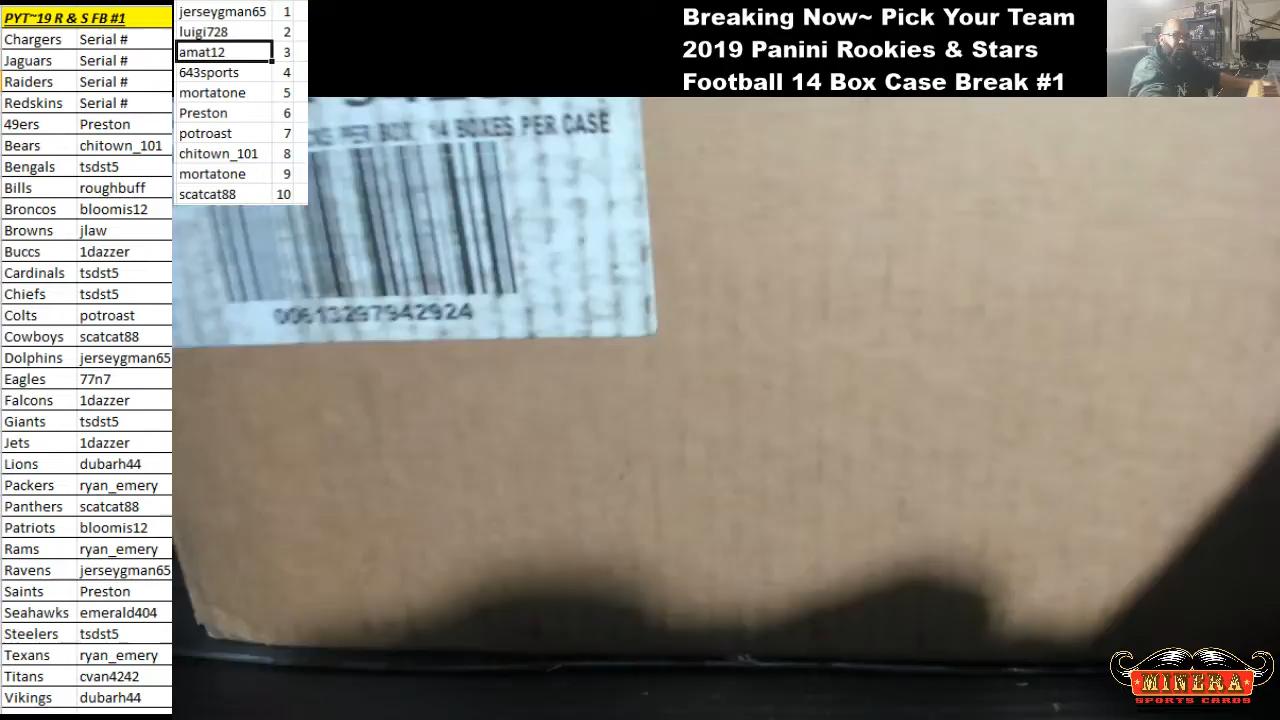 PYT~19 R & S FB #1
Chargers Serial #
Jaguars Serial #
Raiders Serial #
Redskins Serial #
49ers Preston
Bears chitown_101
Bengals tsdst5
Bills roughbuff
Broncos bloomis12
Browns jlaw
Buccs 1dazzer
Cardinals tsdst5
Chiefs tsdst5
Colts potroast
Cowboys scatcat88
Dolphins jerseygman65
Eagles 77n7
Falcons 1dazzer
Giants tsdst5
Jets 1dazzer
Lions dubarh44
Packers ryan_emery
Panthers scatcat88
Patriots bloomis12
Rams ryan_emery
Ravens jerseygman65
Saints Preston
Seahawks emerald404
Steelers tsdst5
Texans ryan_emery
Titans cvan4242
Vikings dubarh44
jerseygman65 1
luigi728 2
amat12 3
643sports 4
mortatone 5
Preston 6
potroast 7
chitown_101 8
mortatone 9
scatcat88 10
Breaking Now~ Pick Your Team
2019 Panini Rookies & Stars
Football 14 Box Case Break #1
PER BOX 14 BOXES PER CASE
00613297942924
MINERA
SPORTS CARDS